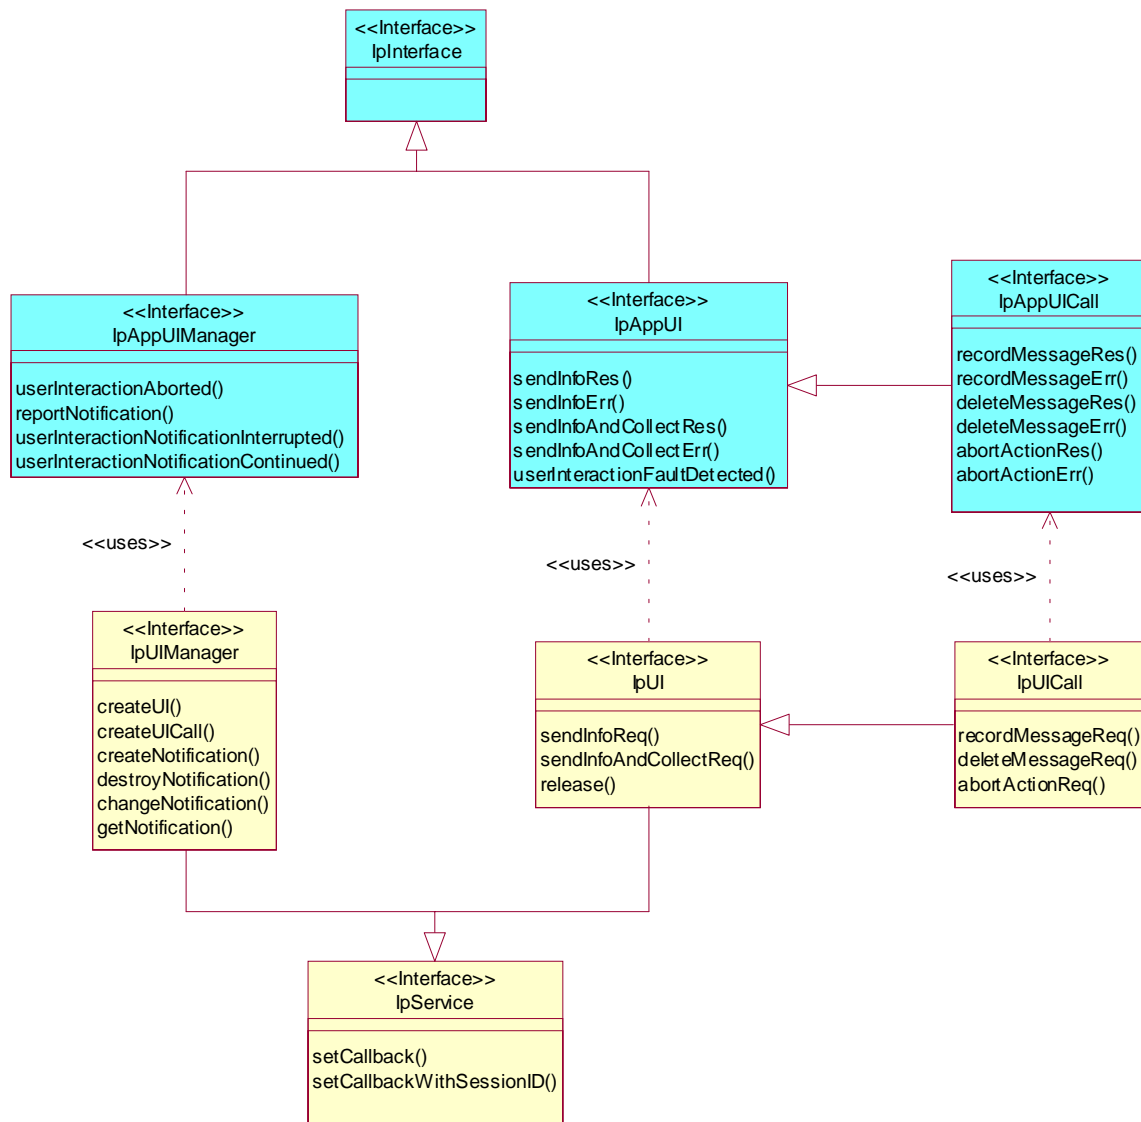 <<Interface>>
IpInterface
<<Interface>>
IpAppUIManager
userInteractionAborted()
reportNotification()
userInteractionNotificationInterrupted()
userInteractionNotificationContinued()
<<Interface>>
IpAppUI
sendInfoRes()
sendInfoErr()
sendInfoAndCollectRes()
sendInfoAndCollectErr()
userInteractionFaultDetected()
<<Interface>>
IpAppUICall
recordMessageRes()
recordMessageErr()
deleteMessageRes()
deleteMessageErr()
abortActionRes()
abortActionErr()
<<uses>>
<<uses>>
<<uses>>
<<Interface>>
IpUIManager
createUI()
createUICall()
createNotification()
destroyNotification()
changeNotification()
getNotification()
<<Interface>>
IpUI
sendInfoReq()
sendInfoAndCollectReq()
release()
<<Interface>>
IpUICall
recordMessageReq()
deleteMessageReq()
abortActionReq()
<<Interface>>
IpService
setCallback()
setCallbackWithSessionID()